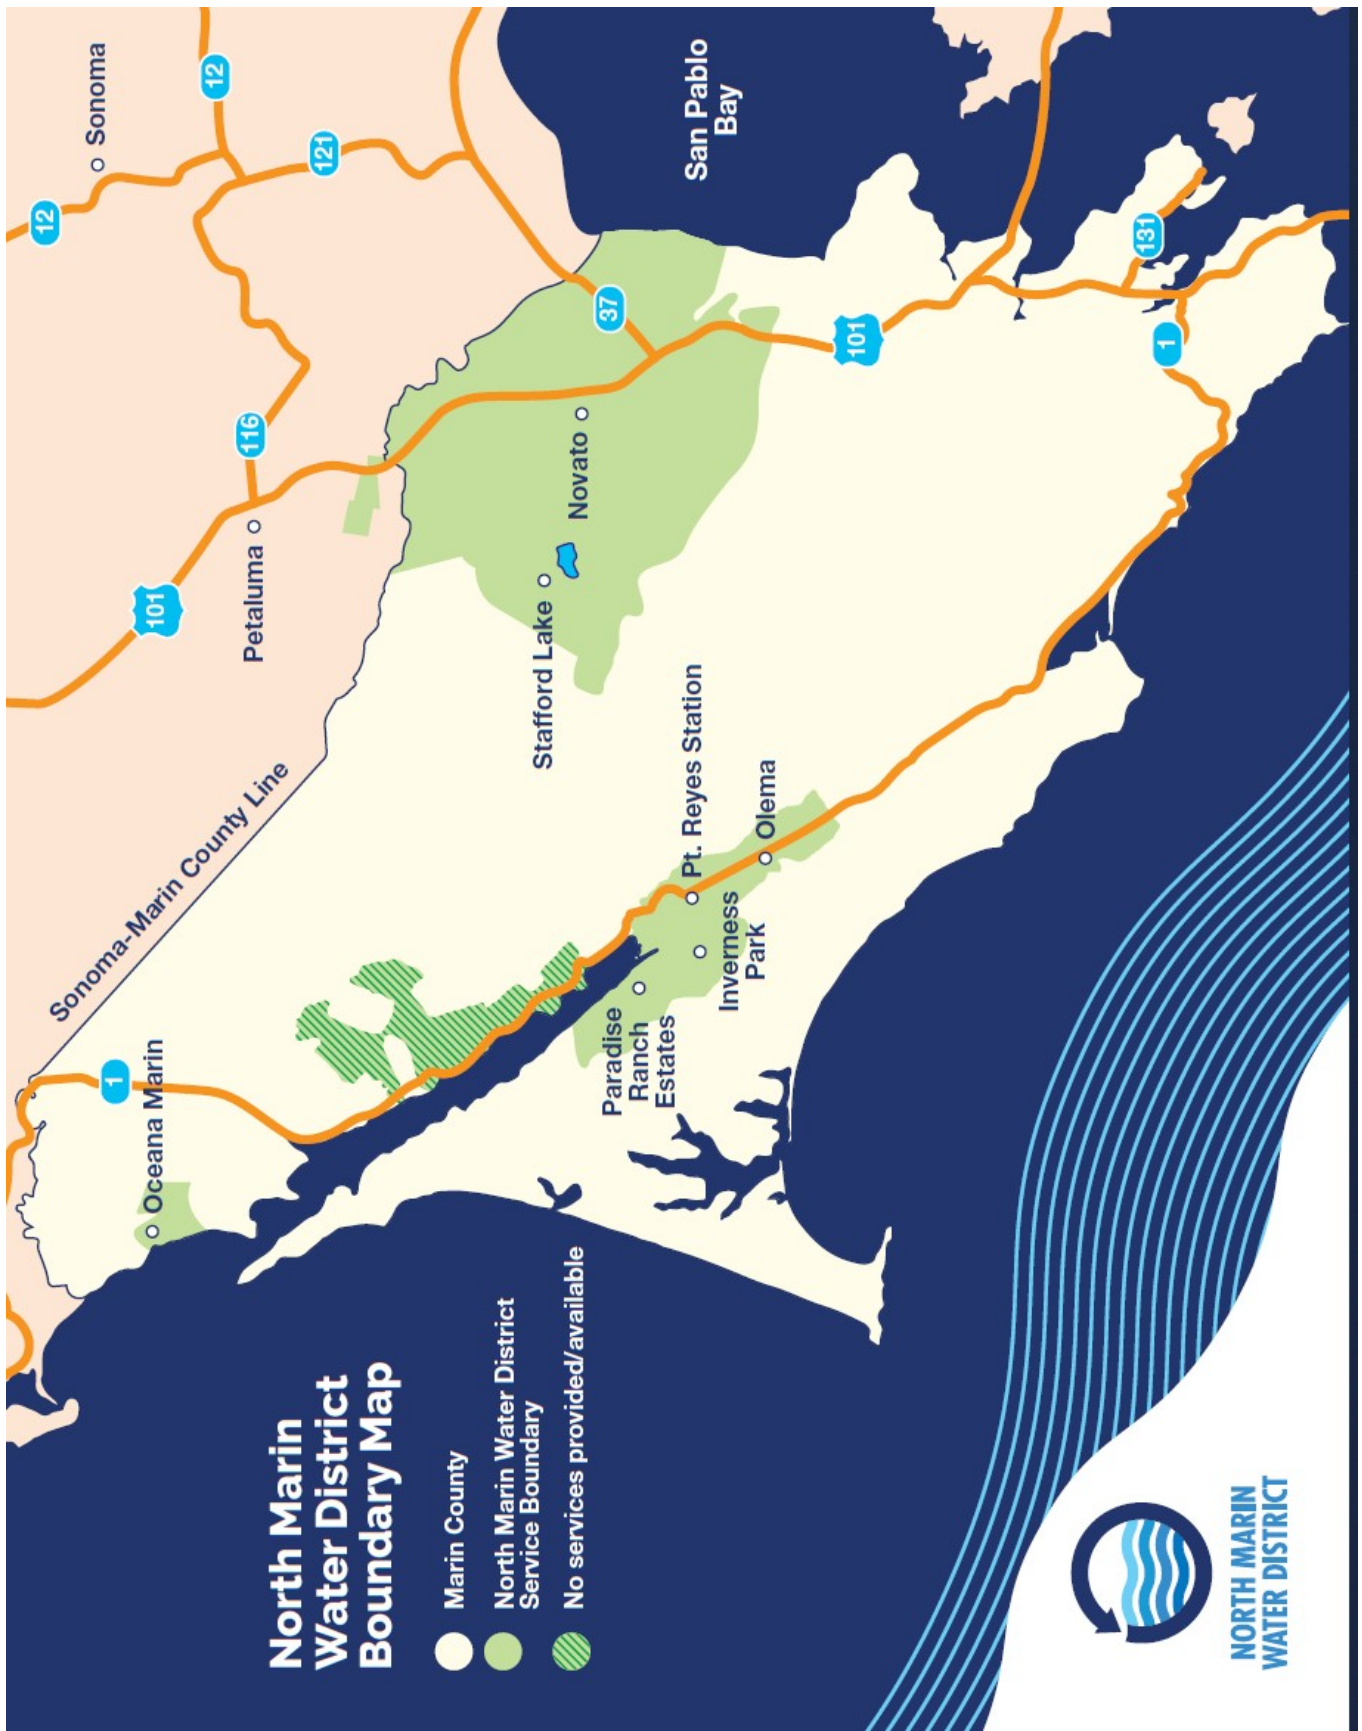 North Marin
Water District
Boundary Map
Marin County
North Marin Water District
Service Boundary
No services provided/available
Sonoma-Marin County Line
Oceana Marin
1
Petaluma
101
116
12
Sonoma
12
121
37
San Pablo
Bay
Stafford Lake
Novato
101
131
1
Pt. Reyes Station
Olema
Inverness
Park
Paradise
Ranch
Estates
NORTH MARIN
WATER DISTRICT